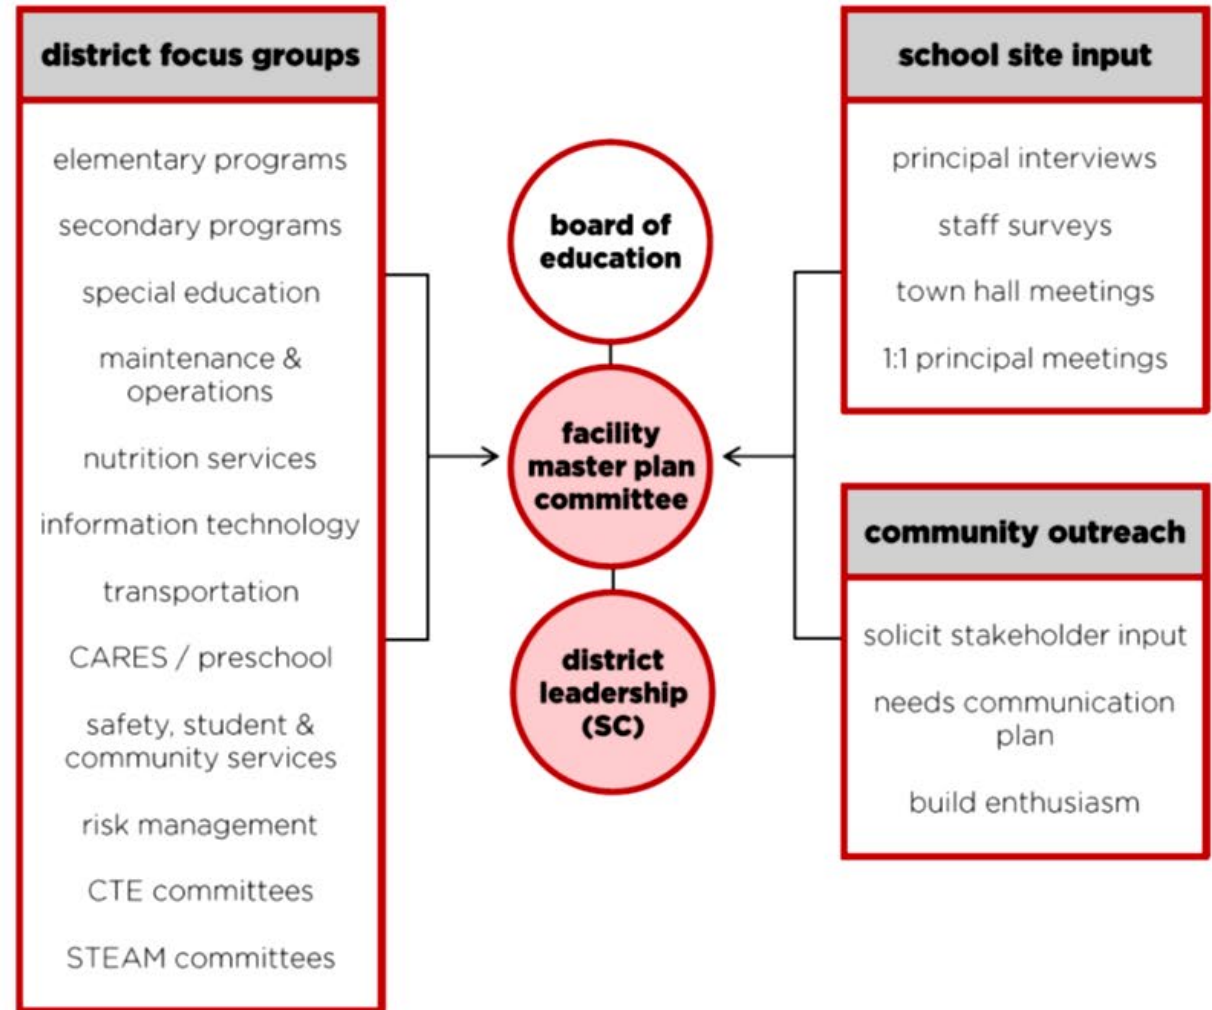 district focus groups
elementary programs
secondary programs
special education
maintenance &
operations
nutrition services
information technology
transportation
CARES / preschool
safety, student &
community services
risk management
CTE committees
STEAM committees
board of
education
facility
master plan
committee
district
leadership
(SC)
school site input
principal interviews
staff surveys
town hall meetings
1:1 principal meetings
community outreach
solicit stakeholder input
needs communication
plan
build enthusiasm